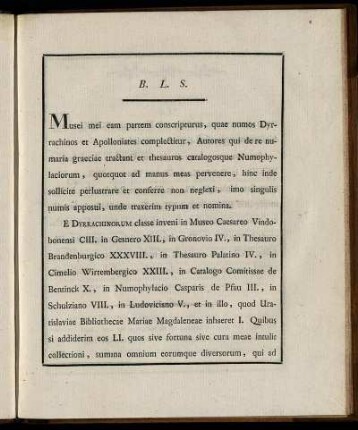 B. L. S.
Musei mei eam partem conscripturus, quae numos Dyr-
rachinos et Apolloniates complectitur, Autores qui de re nu-
maria graeciae tractant et thesauros catalogosque Numophy-
laciorum, quotquot ad manus meas pervenere, hinc inde
sollicite perlustrare et conferre non neglexi, imo singulis
numis apposui, unde traxerim typum et nomina.
E DYRRACHINORUM classe inveni in Museo Caesareo Vindo-
bonensi CIII. in Gesnero XIII., in Gronovio IV., in Thesauro
Brandenburgico XXXVIII., in Thesauro Palatino IV., in
Cimelio Wirtembergico XXIII., in Catalogo Comitissae de
Bentinck X., in Numophylacio Casparis de Pfau III., in
Schulziano VIII., in Ludoviciano V., et in illo, quod Ura-
tislaviae Bibliothecae Mariae Magdaleneae inhaeret I. Quibus
si addiderim eos LI. quos sive fortuna sive cura meae intulit
collectioni, summa omnium eorumque diversorum, qui ad